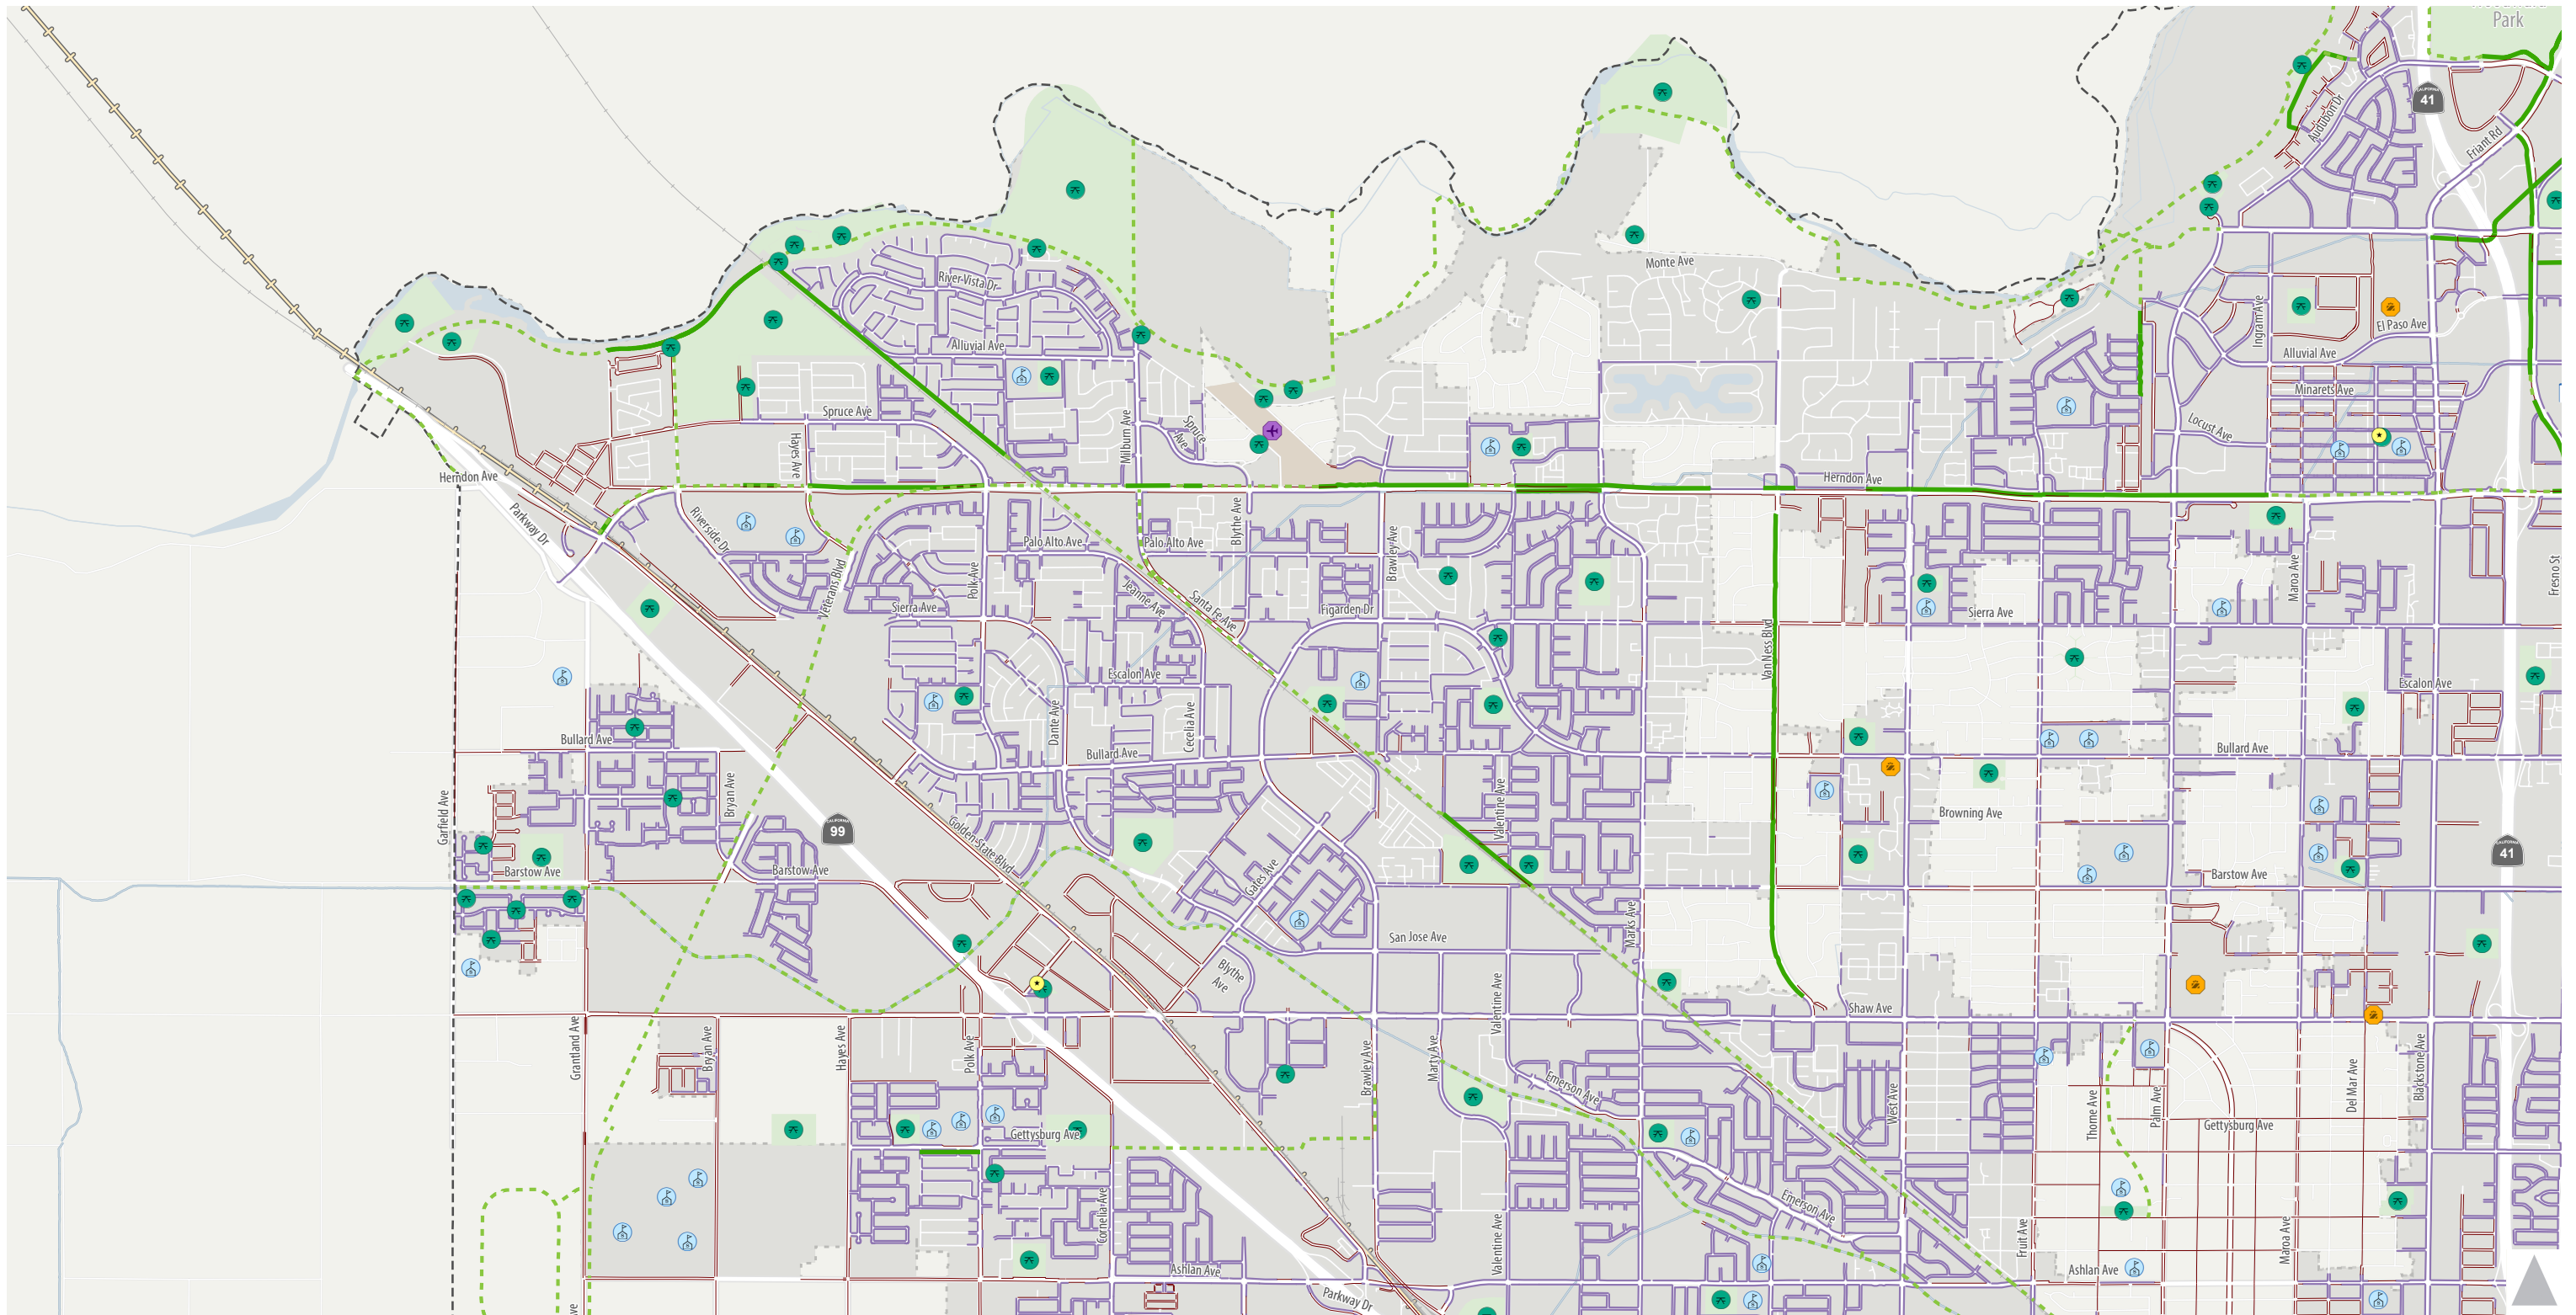 Park
CALIFORNIA
41
Audubon Dr
Friant Rd
Monte Ave
River Vista Dr
Ingram Ave
El Paso Ave
Alluvial Ave
Alluvial Ave
Minarets Ave
Spruce Ave
Milburn Ave
Spruce
Ave
Locust Ave
Hayes Ave
Herndon Ave
Herndon Ave
Parkway Dr
Riverside Dr
Blythe Ave
Palo Alto Ave
Palo Alto Ave
Brawley Ave
Veterans Blvd
Polk Ave
Jeanne Ave
Santa Fe Ave
Maroa Ave
Fresno St
Sierra Ave
Figarden Dr
Sierra Ave
Van Ness Blvd
Escalon Ave
Escalon Ave
Dante Ave
Cecelia Ave
Bullard Ave
Bullard Ave
Bullard Ave
Bryan Ave
Valentine Ave
Garfield Ave
CALIFORNIA
99
Golden State Blvd
Browning Ave
CALIFORNIA
41
Barstow Ave
Barstow Ave
Gates Ave
Barstow Ave
Marks Ave
San Jose Ave
Blythe
Ave
Valentine Ave
Shaw Ave
Grantland Ave
Bryan Ave
Hayes Ave
Polk Ave
Brawley Ave
Marty Ave
Emerson Ave
West Ave
Thorne Ave
Palm Ave
Del Mar Ave
Blackstone Ave
Gettysburg Ave
Gettysburg Ave
Cornelia Ave
Valentine Ave
Emerson Ave
Fruit Ave
Maroa Ave
Ashlan Ave
Ashlan Ave
Parkway Dr